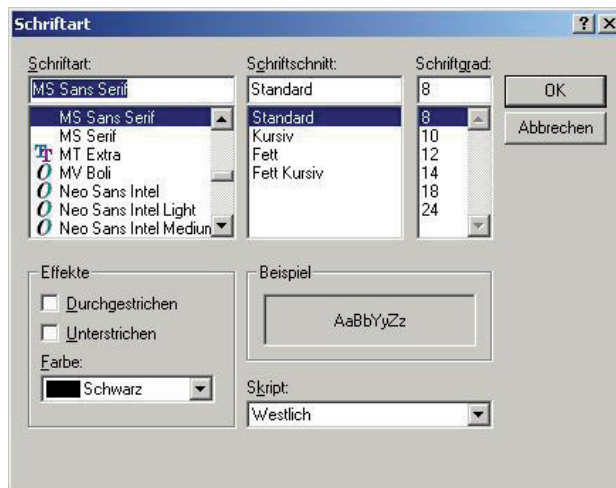 Schriftart
Schriftart:
MS Sans Serif
MS Sans Serif
MS Serif
MT Extra
MV Boli
Neo Sans Intel
Neo Sans Intel Light
Neo Sans Intel Medium
Schriftschnitt:
Standard
Standard
Kursiv
Fett
Fett Kursiv
Schriftgrad:
8
8
10
12
14
18
24
OK
Abbrechen
Effekte
Durchgestrichen
Unterstrichen
Farbe:
Schwarz
Beispiel
AaBbYyZz
Skript:
Westlich